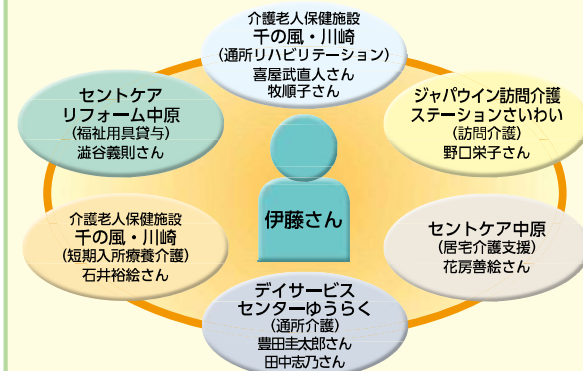 介護老人保健施設
千の風・川崎
（通所リハビリテーション）
喜屋武直人さん
牧順子さん
セントケア
リフォーム中原
（福祉用具貸与）
澁谷義則さん
ジャパウイン訪問介護
ステーションさいわい
（訪問介護）
野口栄子さん
伊藤さん
介護老人保健施設
千の風・川崎
（短期入所療養介護）
石井裕絵さん
セントケア中原
（居宅介護支援）
花房善絵さん
デイサービス
センターゆうらく
（通所介護）
豊田圭太郎さん
田中志乃さん